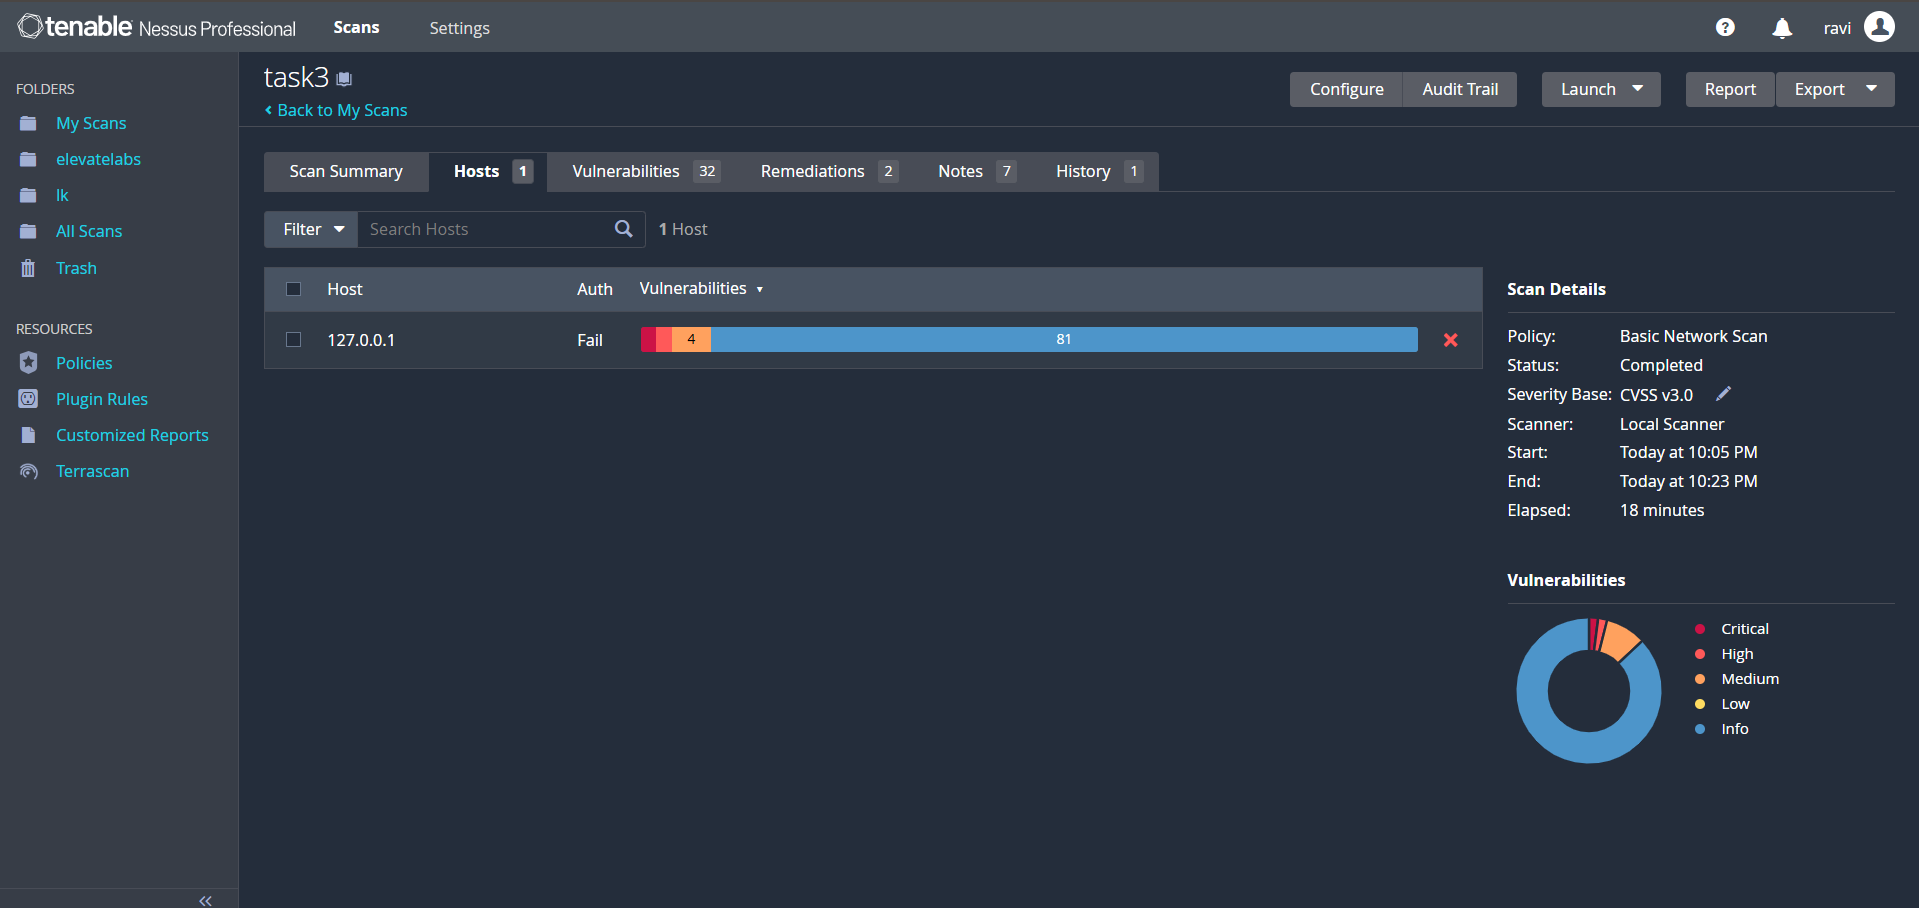 tenable Nessus Professional
Scans
Settings
?
ravi
FOLDERS
My Scans
elevatelabs
lk
All Scans
Trash
RESOURCES
Policies
Plugin Rules
Customized Reports
Terrascan
task3
Back to My Scans
Configure
Audit Trail
Launch
Report
Export
Scan Summary
Hosts 1
Vulnerabilities 32
Remediations 2
Notes 7
History 1
Filter
Search Hosts
1 Host
Host Auth Vulnerabilities
127.0.0.1 Fail 4 81
Scan Details
Policy: Basic Network Scan
Status: Completed
Severity Base: CVSS v3.0
Scanner: Local Scanner
Start: Today at 10:05 PM
End: Today at 10:23 PM
Elapsed: 18 minutes
Vulnerabilities
Critical
High
Medium
Low
Info